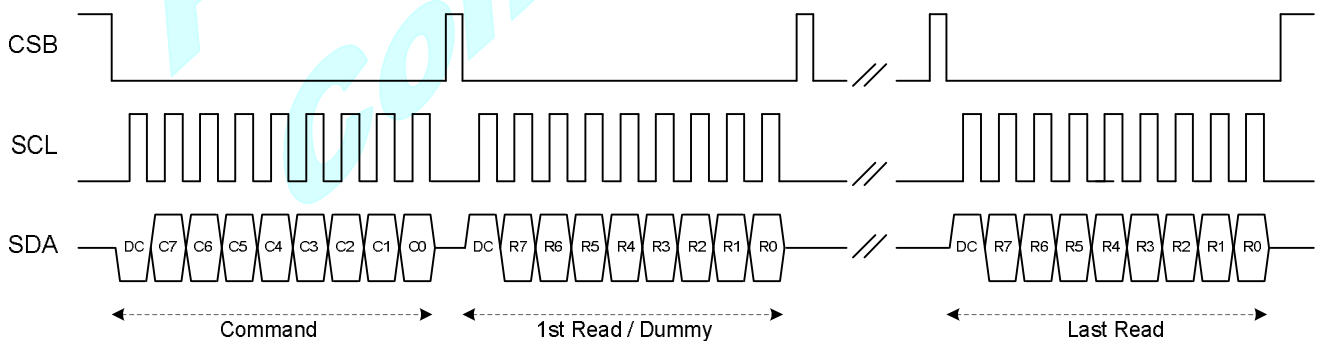 CSB
SCL
SDA
DC C7 C6 C5 C4 C3 C2 C1 C0 DC R7 R6 R5 R4 R3 R2 R1 R0 DC R7 R6 R5 R4 R3 R2 R1 R0
Command 1st Read / Dummy Last Read